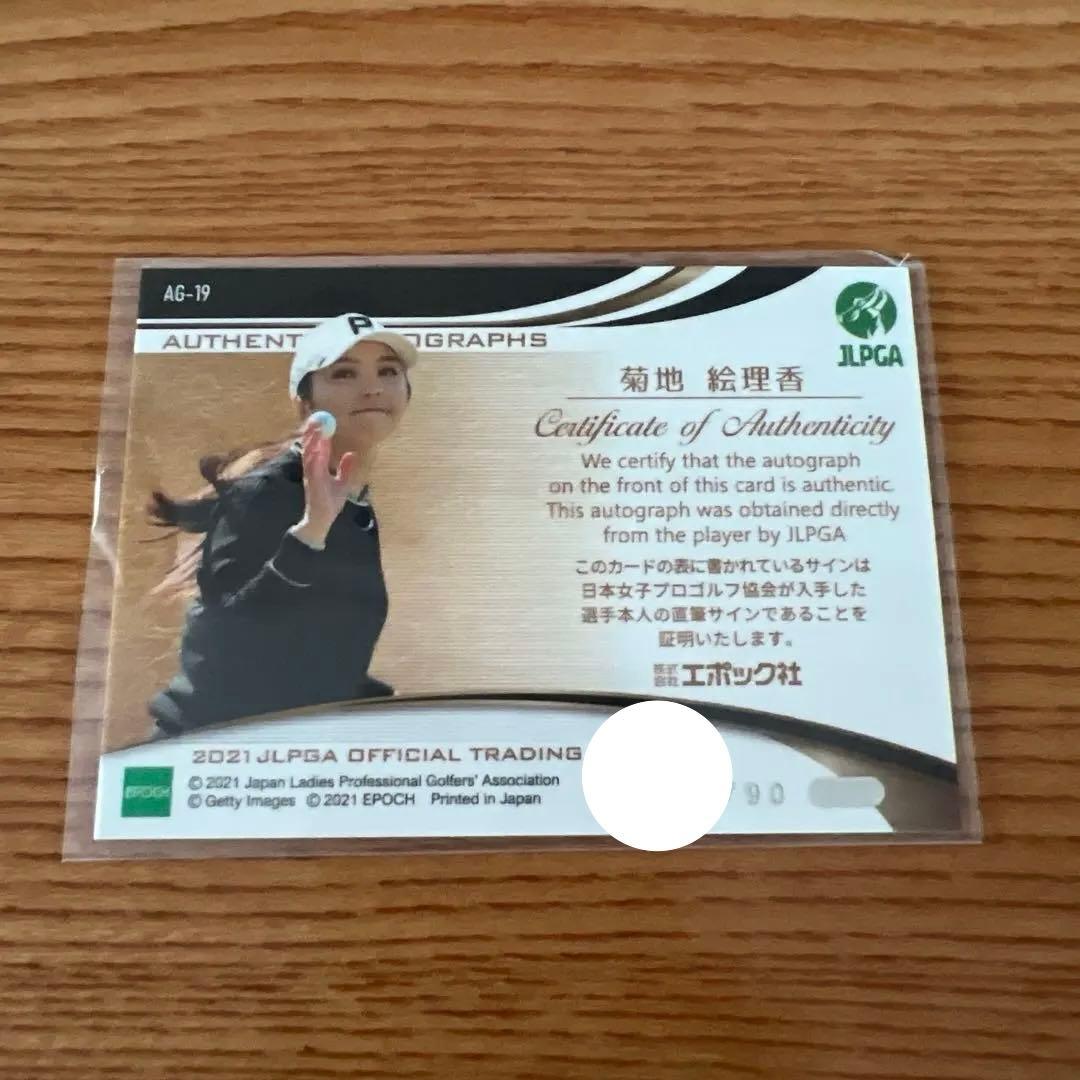 AG-19
AUTHENT OGRAPHS
P
JLPGA
菊地 絵理香
Certificate of Authenticity
We certify that the autograph
on the front of this card is authentic.
This autograph was obtained directly
from the player by JLPGA
このカードの表に書かれているサインは
日本女子プロゴルフ協会が入手した
選手本人の直筆サインであることを
証明いたします。
株式会社 エポック社
2021 JLPGA OFFICIAL TRADING
EPOCH
© 2021 Japan Ladies Professional Golfers' Association
© Getty Images © 2021 EPOCH Printed in Japan
/90